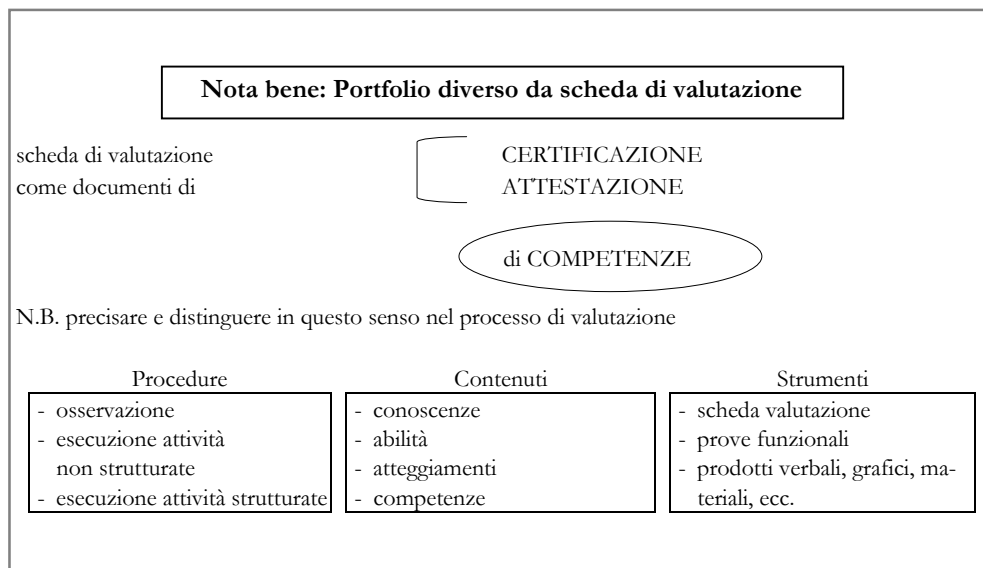 Nota bene: Portfolio diverso da scheda di valutazione
scheda di valutazione
come documenti di
CERTIFICAZIONE
ATTESTAZIONE
di COMPETENZE
N.B. precisare e distinguere in questo senso nel processo di valutazione
Procedure
- osservazione
- esecuzione attività
non strutturate
- esecuzione attività strutturate
Contenuti
- conoscenze
- abilità
- atteggiamenti
- competenze
Strumenti
- scheda valutazione
- prove funzionali
- prodotti verbali, grafici, ma-
teriali, ecc.